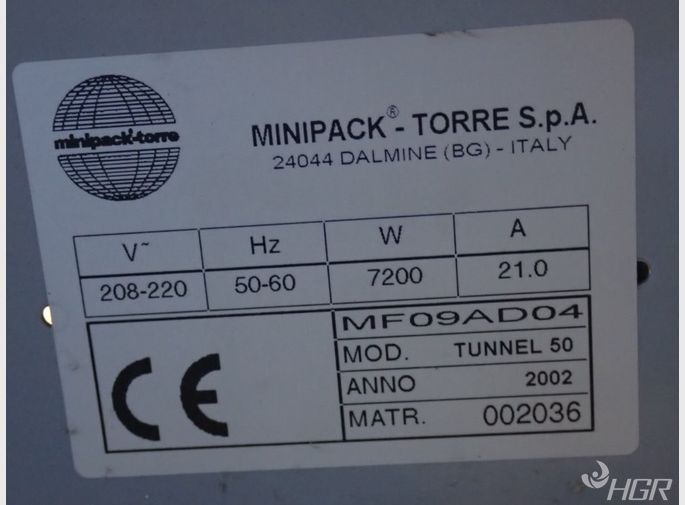 minipack-torre
MINIPACK® - TORRE S.p.A.
24044 DALMINE (BG) - ITALY
V~ Hz W A
208-220 50-60 7200 21.0
CE
MF09AD04
MOD. TUNNEL 50
ANNO 2002
MATR. 002036
HGR